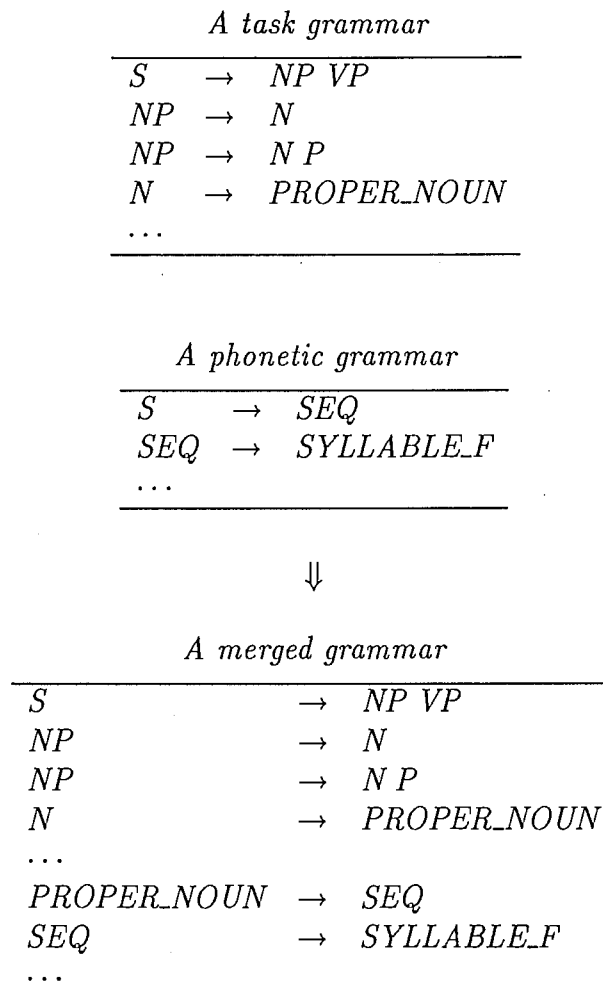 A task grammar
S → NP VP
NP → N
NP → N P
N → PROPER_NOUN
...
A phonetic grammar
S → SEQ
SEQ → SYLLABLE_F
...
⇓
A merged grammar
S → NP VP
NP → N
NP → N P
N → PROPER_NOUN
...
PROPER_NOUN → SEQ
SEQ → SYLLABLE_F
...